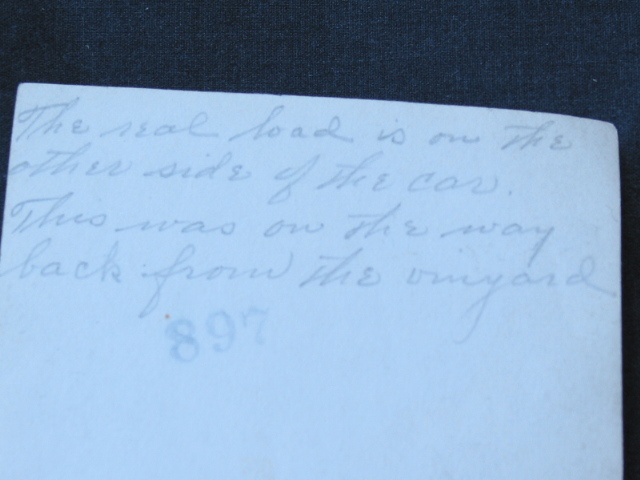 The real load is on the
other side of the car.
This was on the way
back from the vinyard
897